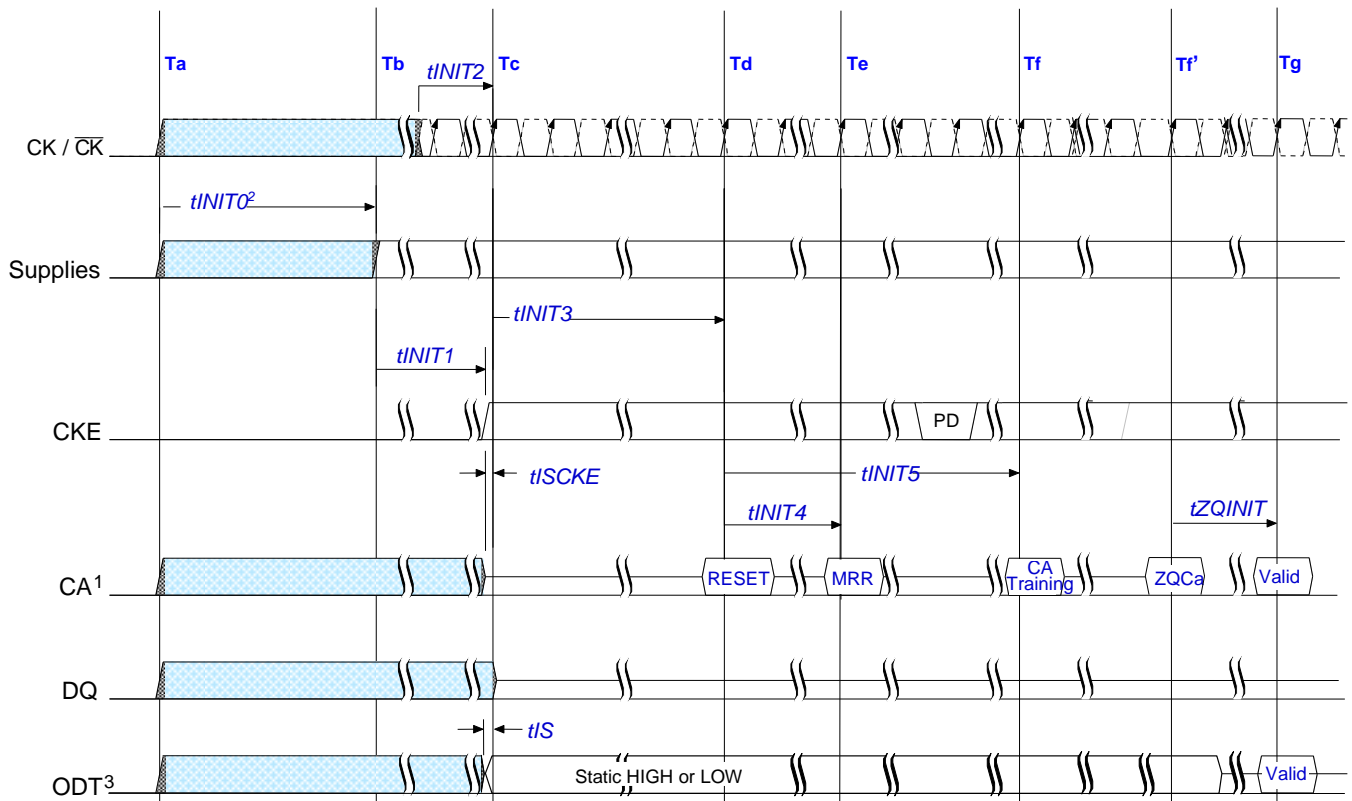 Ta Tb tINIT2 Tc Td Te Tf Tf' Tg
CK / CK
tINIT0²
Supplies
tINIT3
tINIT1
CKE PD
tISCKE tINIT5
tINIT4 tZQINIT
CA¹ RESET MRR CA Training ZQCa Valid
DQ
tIS
ODT³ Static HIGH or LOW Valid